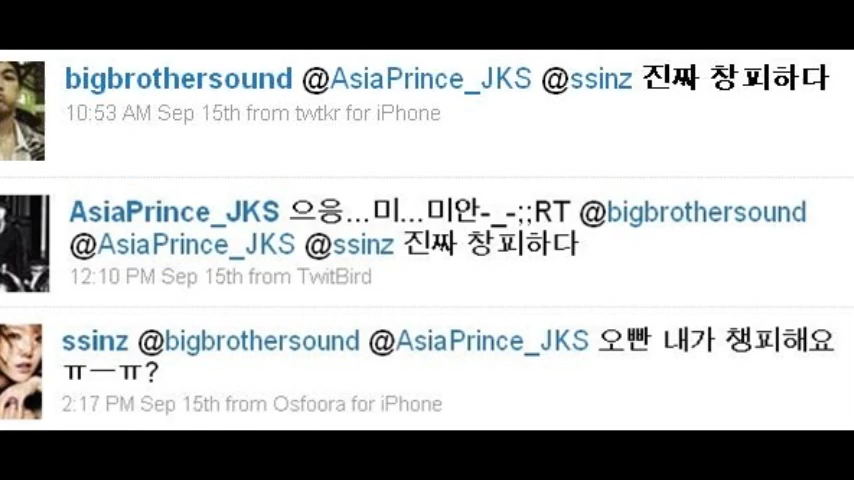 bigbrothersound @AsiaPrince_JKS @ssinz 진짜 창피하다
10:53 AM Sep 15th from twtkr for iPhone
AsiaPrince_JKS 으응...미...미안-_-;;RT @bigbrothersound
@AsiaPrince_JKS @ssinz 진짜 창피하다
12:10 PM Sep 15th from TwitBird
ssinz @bigbrothersound @AsiaPrince_JKS 오빤 내가 챙피해요
ㅠㅡㅠ?
2:17 PM Sep 15th from Osfoora for iPhone